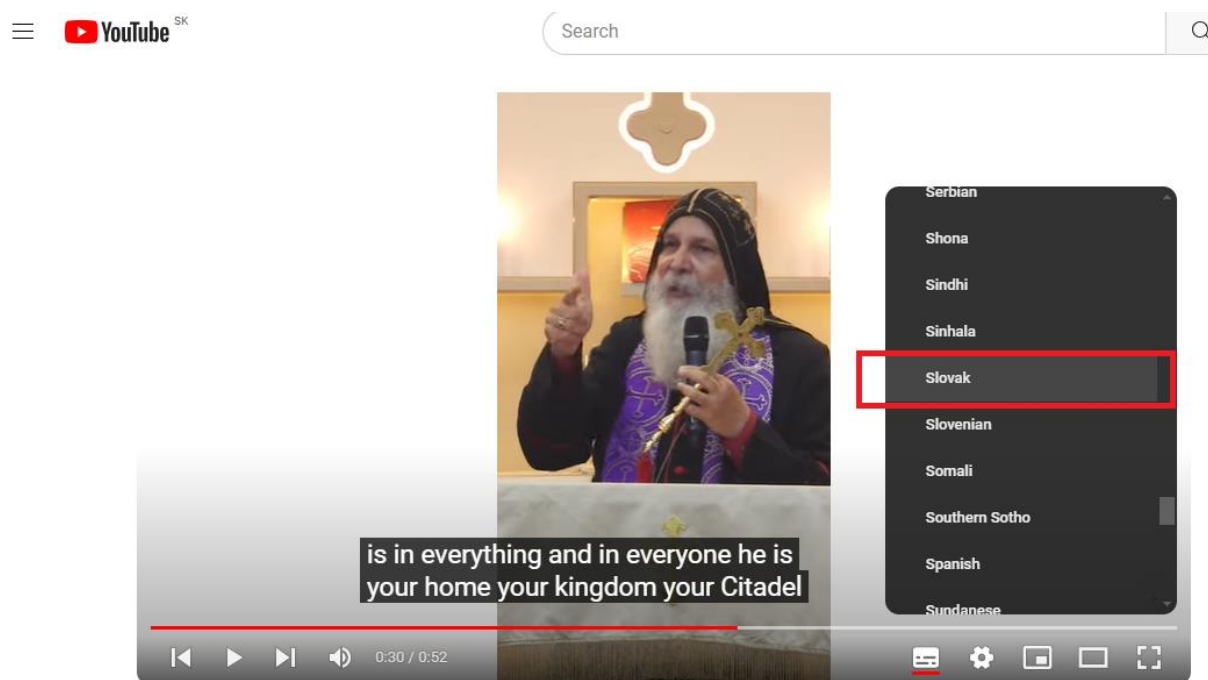 YouTube SK
Search
Serbian
Shona
Sindhi
Sinhala
Slovak
Slovenian
Somali
Southern Sotho
Spanish
Sundanese
is in everything and in everyone he is
your home your kingdom your Citadel
0:30 / 0:52